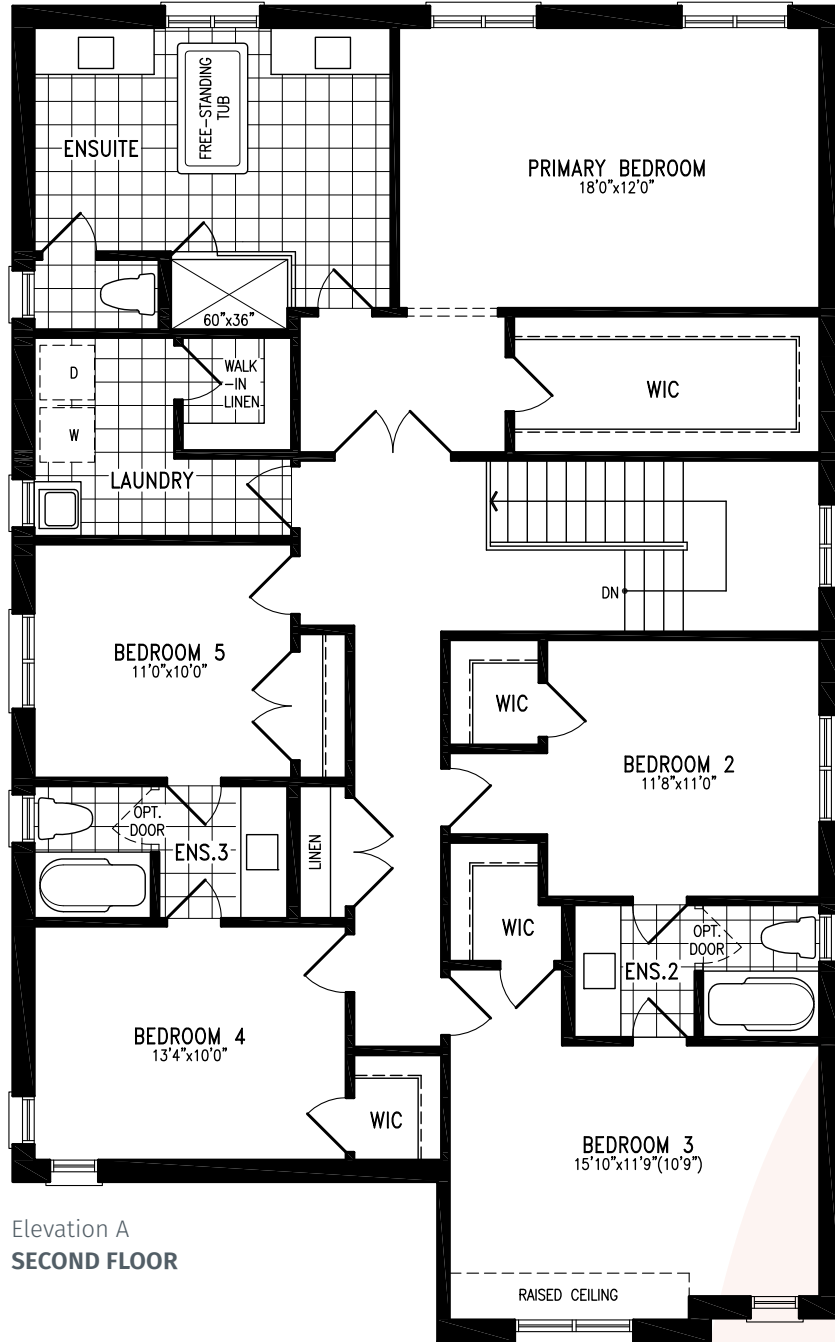 FREE-STANDING
TUB
ENSUITE
PRIMARY BEDROOM
18'0"x12'0"
60"x36"
D
WALK
-IN
LINEN
WIC
W
LAUNDRY
DN
BEDROOM 5
11'0"x10'0"
WIC
BEDROOM 2
11'8"x11'0"
OPT.
DOOR
ENS.3
LINEN
WIC
OPT.
DOOR
ENS.2
BEDROOM 4
13'4"x10'0"
WIC
BEDROOM 3
15'10"x11'9"(10'9")
Elevation A
SECOND FLOOR
RAISED CEILING